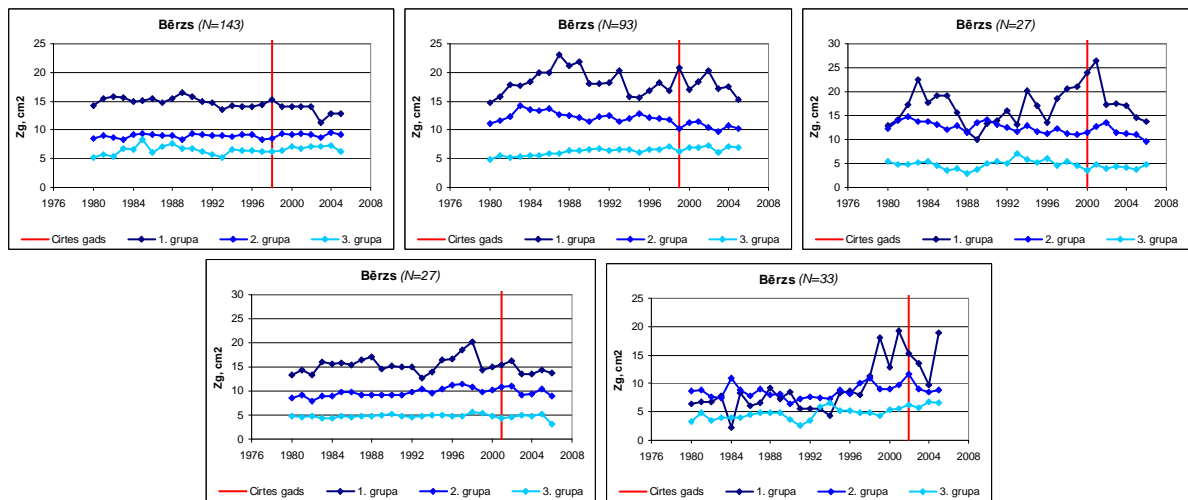 Bērzs (N=143)
Zg, cm2
25
20
15
10
5
0
1976 1980 1984 1988 1992 1996 2000 2004 2008
Cirtes gads 1. grupa 2. grupa 3. grupa
Bērzs (N=93)
Zg, cm2
25
20
15
10
5
0
1976 1980 1984 1988 1992 1996 2000 2004 2008
Cirtes gads 1. grupa 2. grupa 3. grupa
Bērzs (N=27)
Zg, cm2
30
25
20
15
10
5
0
1976 1980 1984 1988 1992 1996 2000 2004 2008
Cirtes gads 1. grupa 2. grupa 3. grupa
Bērzs (N=27)
Zg, cm2
30
25
20
15
10
5
0
1976 1980 1984 1988 1992 1996 2000 2004 2008
Cirtes gads 1. grupa 2. grupa 3. grupa
Bērzs (N=33)
Zg, cm2
25
20
15
10
5
0
1976 1980 1984 1988 1992 1996 2000 2004 2008
Cirtes gads 1. grupa 2. grupa 3. grupa